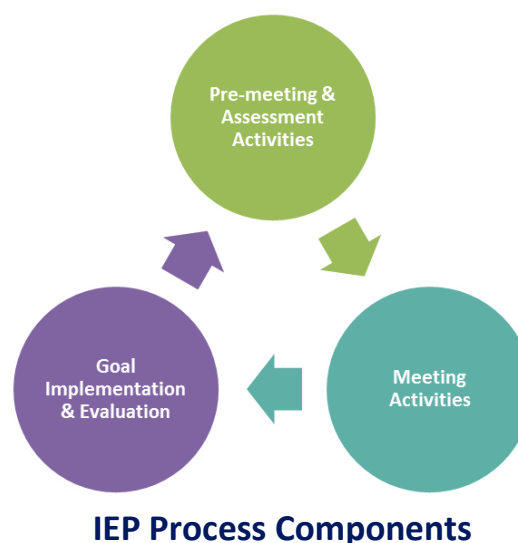 Pre-meeting &
Assessment
Activities
Meeting
Activities
Goal
Implementation
& Evaluation
IEP Process Components